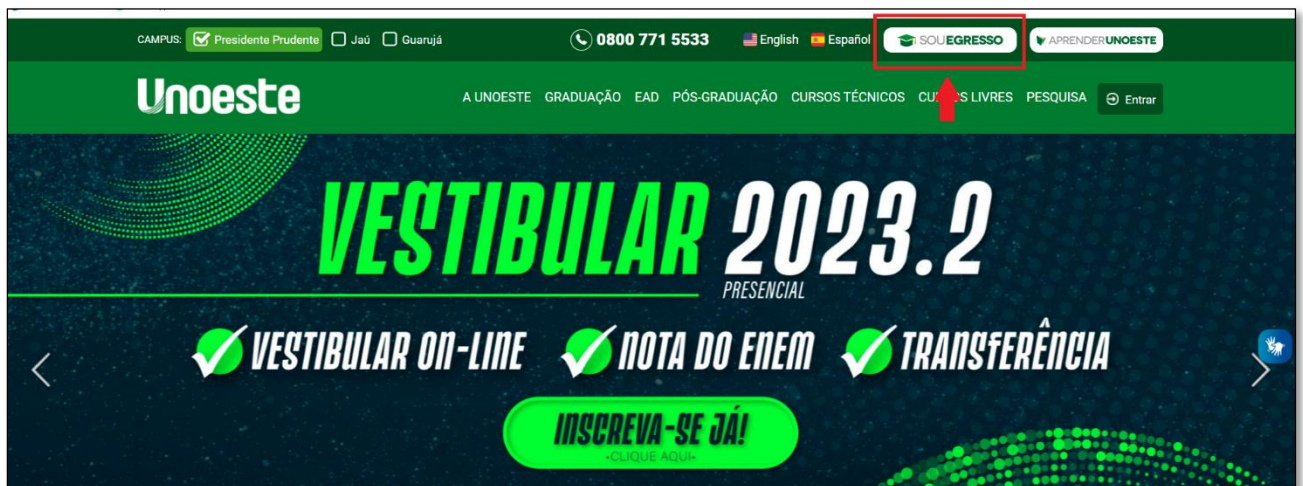 CAMPUS: Presidente Prudente Jaú Guarujá 0800 771 5533 English Español SOUEGRESSO APRENDERUNOESTE
Unoeste A UNOESTE GRADUAÇÃO EAD PÓS-GRADUAÇÃO CURSOS TÉCNICOS LIVRES PESQUISA Entrar
VESTIBULAR 2023.2
PRESENCIAL
VESTIBULAR ON-LINE NOTA DO ENEM TRANSFERÊNCIA
INSCREVA-SE JÁ!
•CLIQUE AQUI•